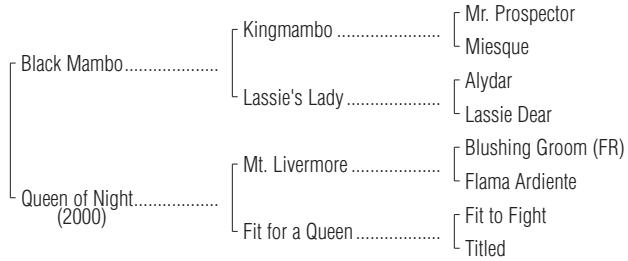 Mr. Prospector
Kingmambo ......................
Miesque
Black Mambo....................
Alydar
Lassie's Lady ....................
Lassie Dear
Blushing Groom (FR)
Mt. Livermore ...................
Flama Ardiente
Queen of Night..................
(2000)
Fit to Fight
Fit for a Queen ..................
Titled